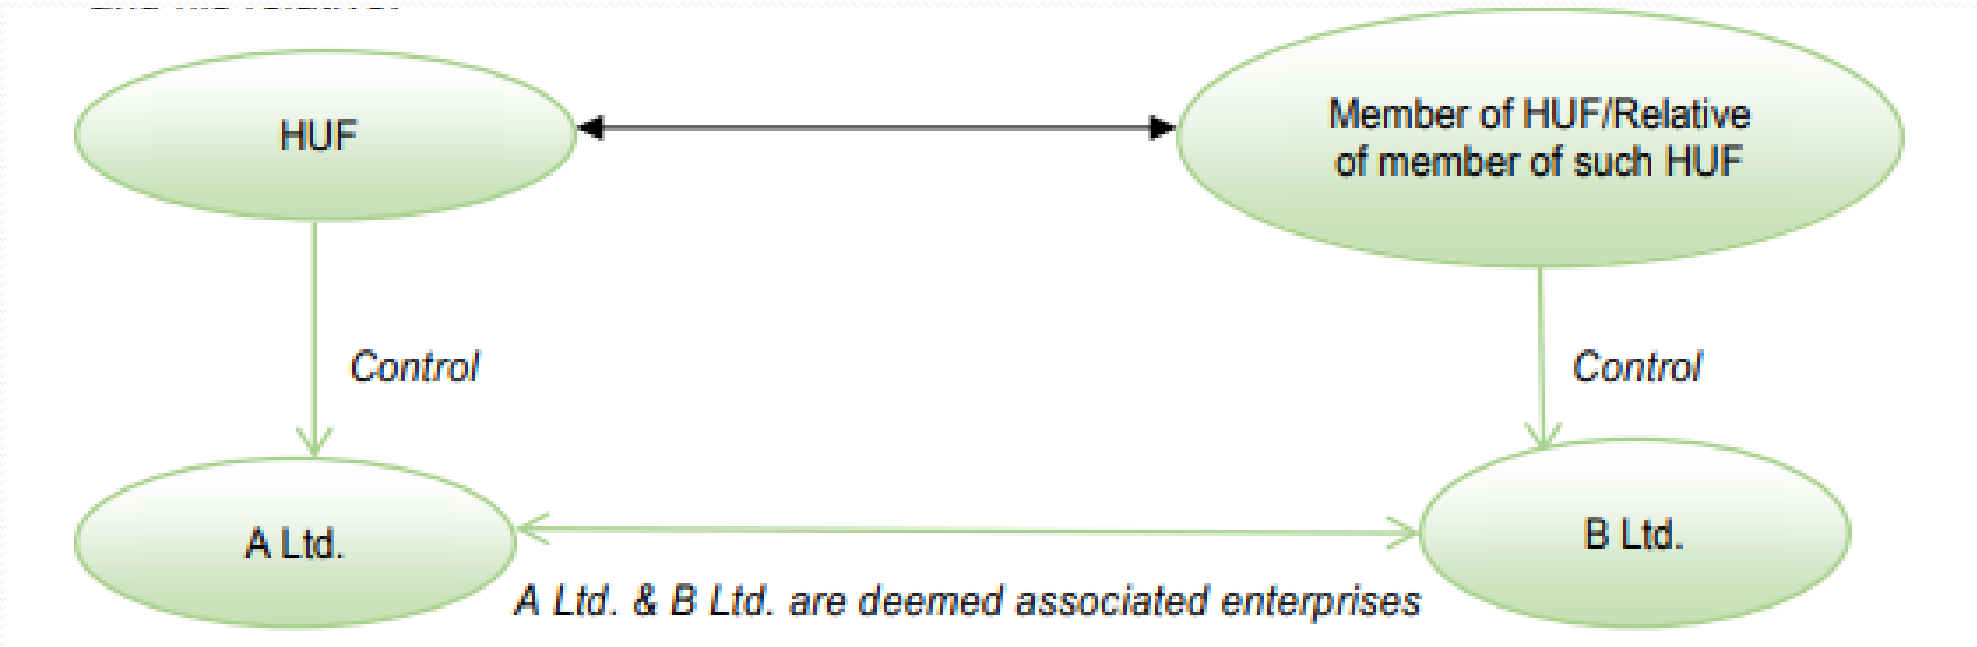 HUF
Member of HUF/Relative
of member of such HUF
Control
Control
A Ltd.
B Ltd.
A Ltd. & B Ltd. are deemed associated enterprises